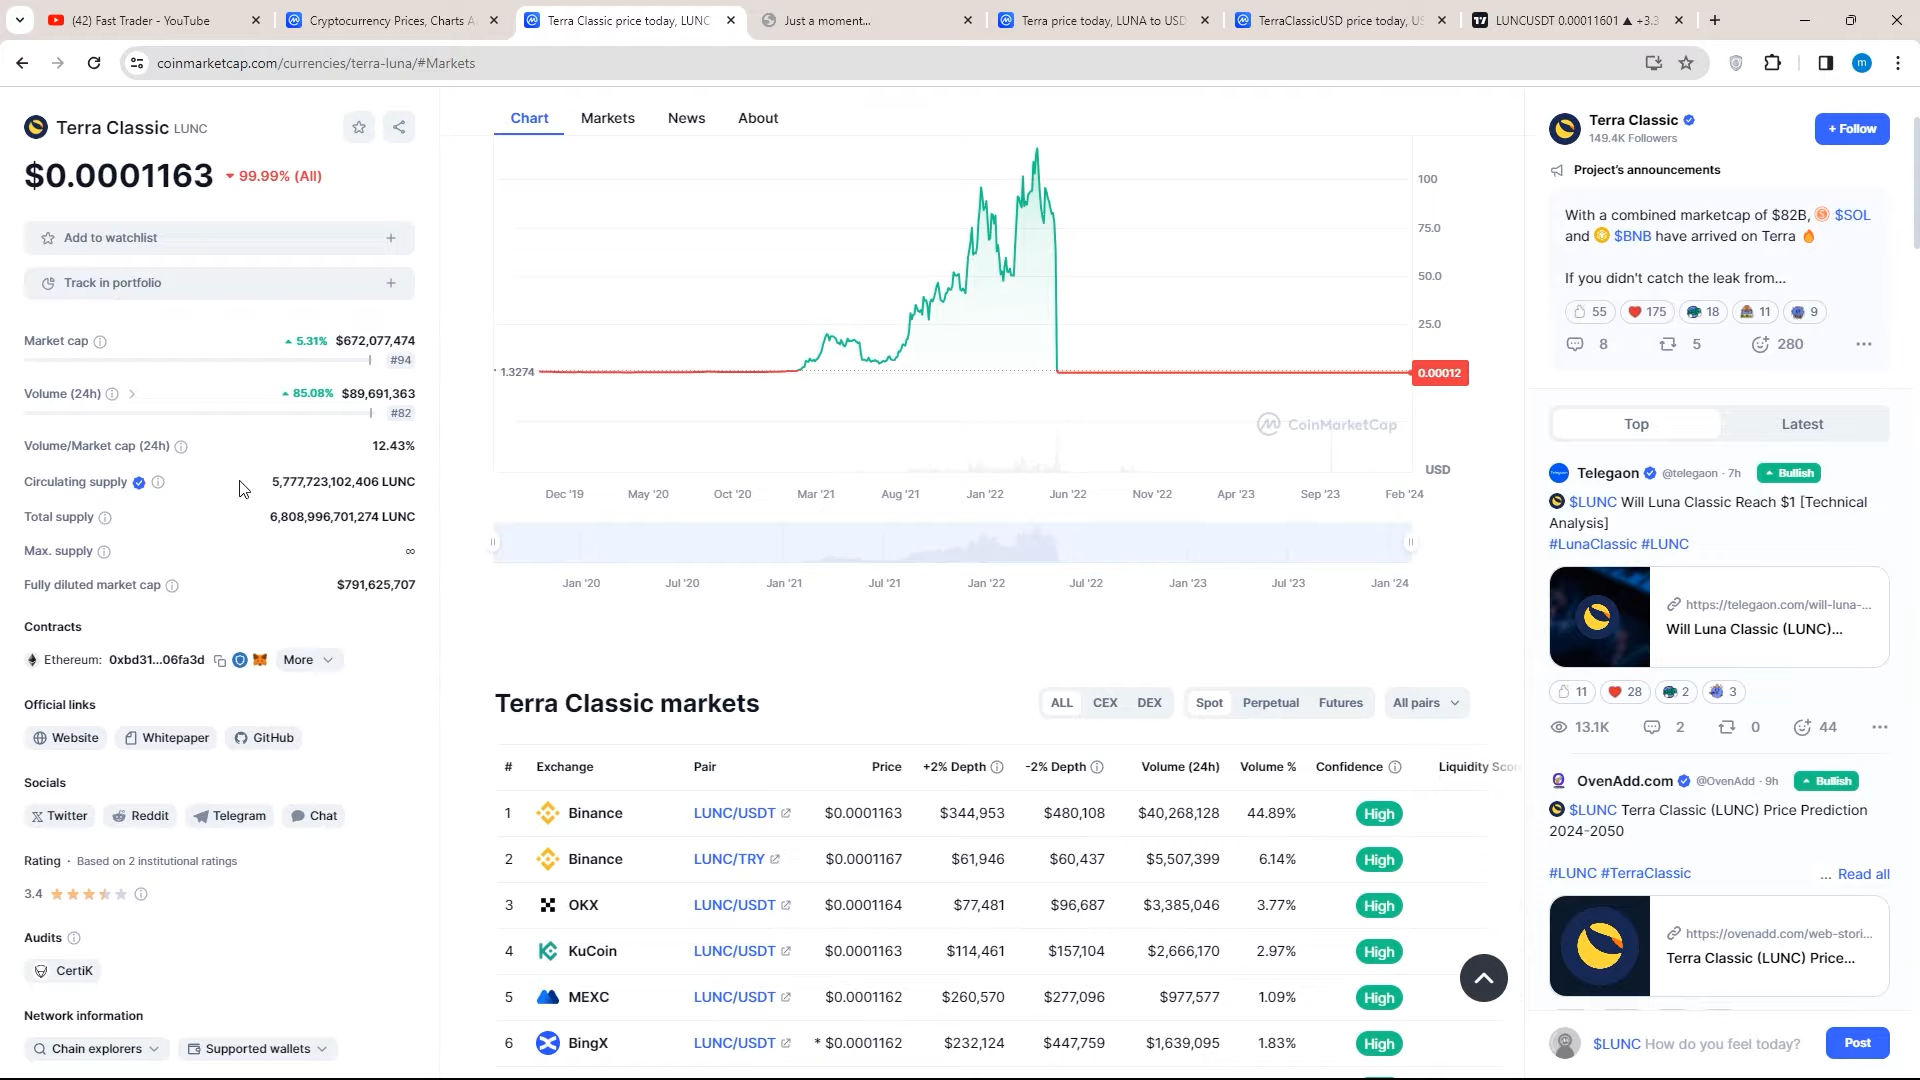 (42) Fast Trader - YouTube
Cryptocurrency Prices, Charts A
Terra Classic price today, LUNC
Just a moment...
Terra price today, LUNA to USD
TerraClassicUSD price today, US
LUNCUSDT 0.00011601 ▲ +3.3
coinmarketcap.com/currencies/terra-luna/#Markets
m
Terra Classic LUNC
$0.0001163 99.99% (All)
Add to watchlist +
Track in portfolio +
Market cap 5.31% $672,077,474
#94
Volume (24h) 85.08% $89,691,363
#82
Volume/Market cap (24h) 12.43%
Circulating supply 5,777,723,102,406 LUNC
Total supply 6,808,996,701,274 LUNC
Max. supply ∞
Fully diluted market cap $791,625,707
Contracts
Ethereum: 0xbd31...06fa3d More
Official links
Website Whitepaper GitHub
Socials
Twitter Reddit Telegram Chat
Rating · Based on 2 institutional ratings
3.4
Audits
CertiK
Network information
Chain explorers Supported wallets
Chart Markets News About
100
75.0
50.0
25.0
1.3274
0.00012
CoinMarketCap
USD
Dec '19 May '20 Oct '20 Mar '21 Aug '21 Jan '22 Jun '22 Nov '22 Apr '23 Sep '23 Feb '24
Jan '20 Jul '20 Jan '21 Jul '21 Jan '22 Jul '22 Jan '23 Jul '23 Jan '24
Terra Classic markets
ALL CEX DEX Spot Perpetual Futures All pairs
# Exchange Pair Price +2% Depth -2% Depth Volume (24h) Volume % Confidence Liquidity Score
1 Binance LUNC/USDT $0.0001163 $344,953 $480,108 $40,268,128 44.89% High
2 Binance LUNC/TRY $0.0001167 $61,946 $60,437 $5,507,399 6.14% High
3 OKX LUNC/USDT $0.0001164 $77,481 $96,687 $3,385,046 3.77% High
4 KuCoin LUNC/USDT $0.0001163 $114,461 $157,104 $2,666,170 2.97% High
5 MEXC LUNC/USDT $0.0001162 $260,570 $277,096 $977,577 1.09% High
6 BingX LUNC/USDT * $0.0001162 $232,124 $447,759 $1,639,095 1.83% High
Terra Classic
149.4K Followers
+ Follow
Project's announcements
With a combined marketcap of $82B, $SOL
and $BNB have arrived on Terra 🔥
If you didn't catch the leak from...
55 175 18 11 9
8 5 280 ...
Top Latest
Telegaon @telegaon · 7h Bullish
$LUNC Will Luna Classic Reach $1 [Technical
Analysis]
#LunaClassic #LUNC
https://telegaon.com/will-luna-...
Will Luna Classic (LUNC)...
11 28 2 3
13.1K 2 0 44 ...
OvenAdd.com @OvenAdd · 9h Bullish
$LUNC Terra Classic (LUNC) Price Prediction
2024-2050
#LUNC #TerraClassic ... Read all
https://ovenadd.com/web-stori...
Terra Classic (LUNC) Price...
$LUNC How do you feel today? Post